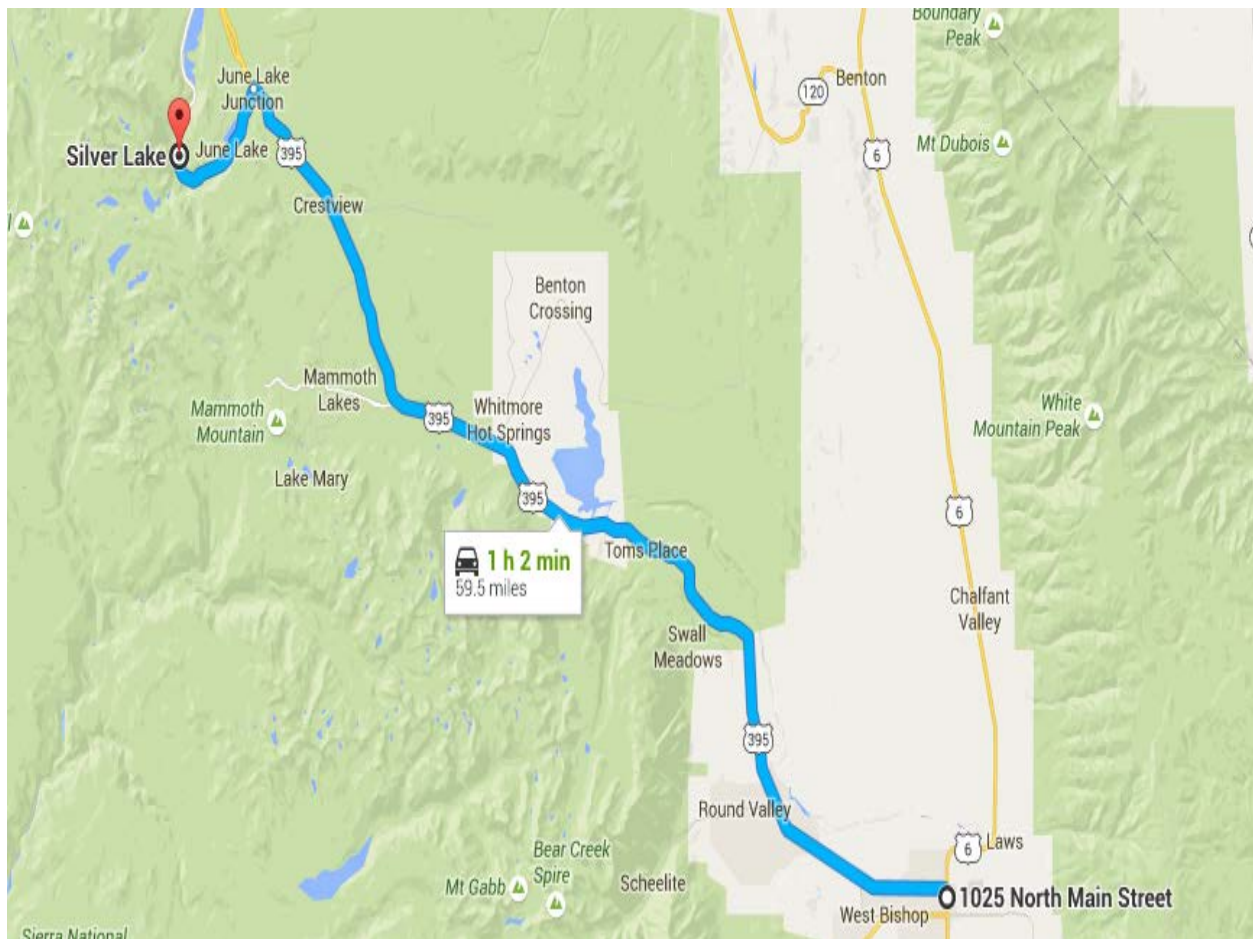 Boundary
Peak
June Lake
Junction
Benton
120
Silver Lake
June Lake
395
6
Mt Dubois
Crestview
Benton
Crossing
Mammoth
Lakes
Mammoth
Mountain
395
Whitmore
Hot Springs
White
Mountain Peak
Lake Mary
395
6
1 h 2 min
59.5 miles
Toms Place
Chalfant
Valley
Swall
Meadows
395
Round Valley
6
Laws
Bear Creek
Spire
Mt Gabb
Scheelite
1025 North Main Street
West Bishop
Sierra National